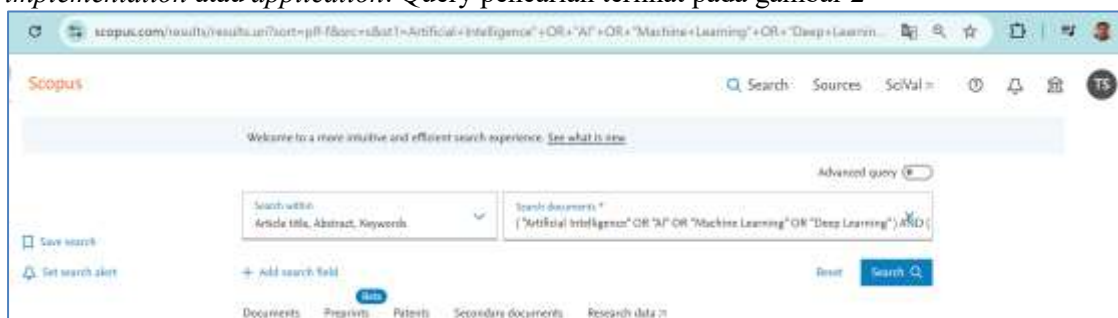 implementation atau application. Query pencarian terlihat pada gambar 2
scopus.com/results/results.uri?sort=plf-f&src=s&st1=Artificial+Intelligence"+OR+"AI"+OR+"Machine+Learning"+OR+"Deep+Learnin...
Scopus
Search Sources SciVal
TS
Welcome to a more intuitive and efficient search experience. See what is new
Advanced query
Search within
Article title, Abstract, Keywords
Search documents *
( "Artificial Intelligence" OR "AI" OR "Machine Learning" OR "Deep Learning" ) AND (
Save search
Set search alert
+ Add search field
Reset Search
Beta
Documents Preprints Patents Secondary documents Research data